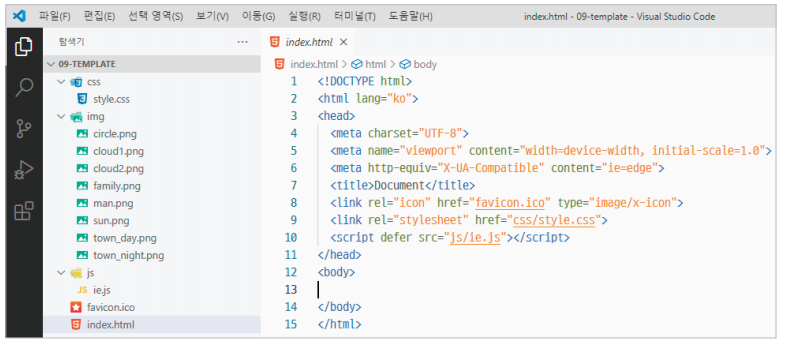 파일(F) 편집(E) 선택 영역(S) 보기(V) 이동(G) 실행(R) 터미널(T) 도움말(H) index.html - 09-template - Visual Studio Code
탐색기 ...
09-TEMPLATE
css
style.css
img
circle.png
cloud1.png
cloud2.png
family.png
man.png
sun.png
town_day.png
town_night.png
js
JS ie.js
favicon.ico
index.html
index.html ×
index.html > html > body
1 <!DOCTYPE html>
2 <html lang="ko">
3 <head>
4 <meta charset="UTF-8">
5 <meta name="viewport" content="width=device-width, initial-scale=1.0">
6 <meta http-equiv="X-UA-Compatible" content="ie=edge">
7 <title>Document</title>
8 <link rel="icon" href="favicon.ico" type="image/x-icon">
9 <link rel="stylesheet" href="css/style.css">
10 <script defer src="js/ie.js"></script>
11 </head>
12 <body>
13
14 </body>
15 </html>